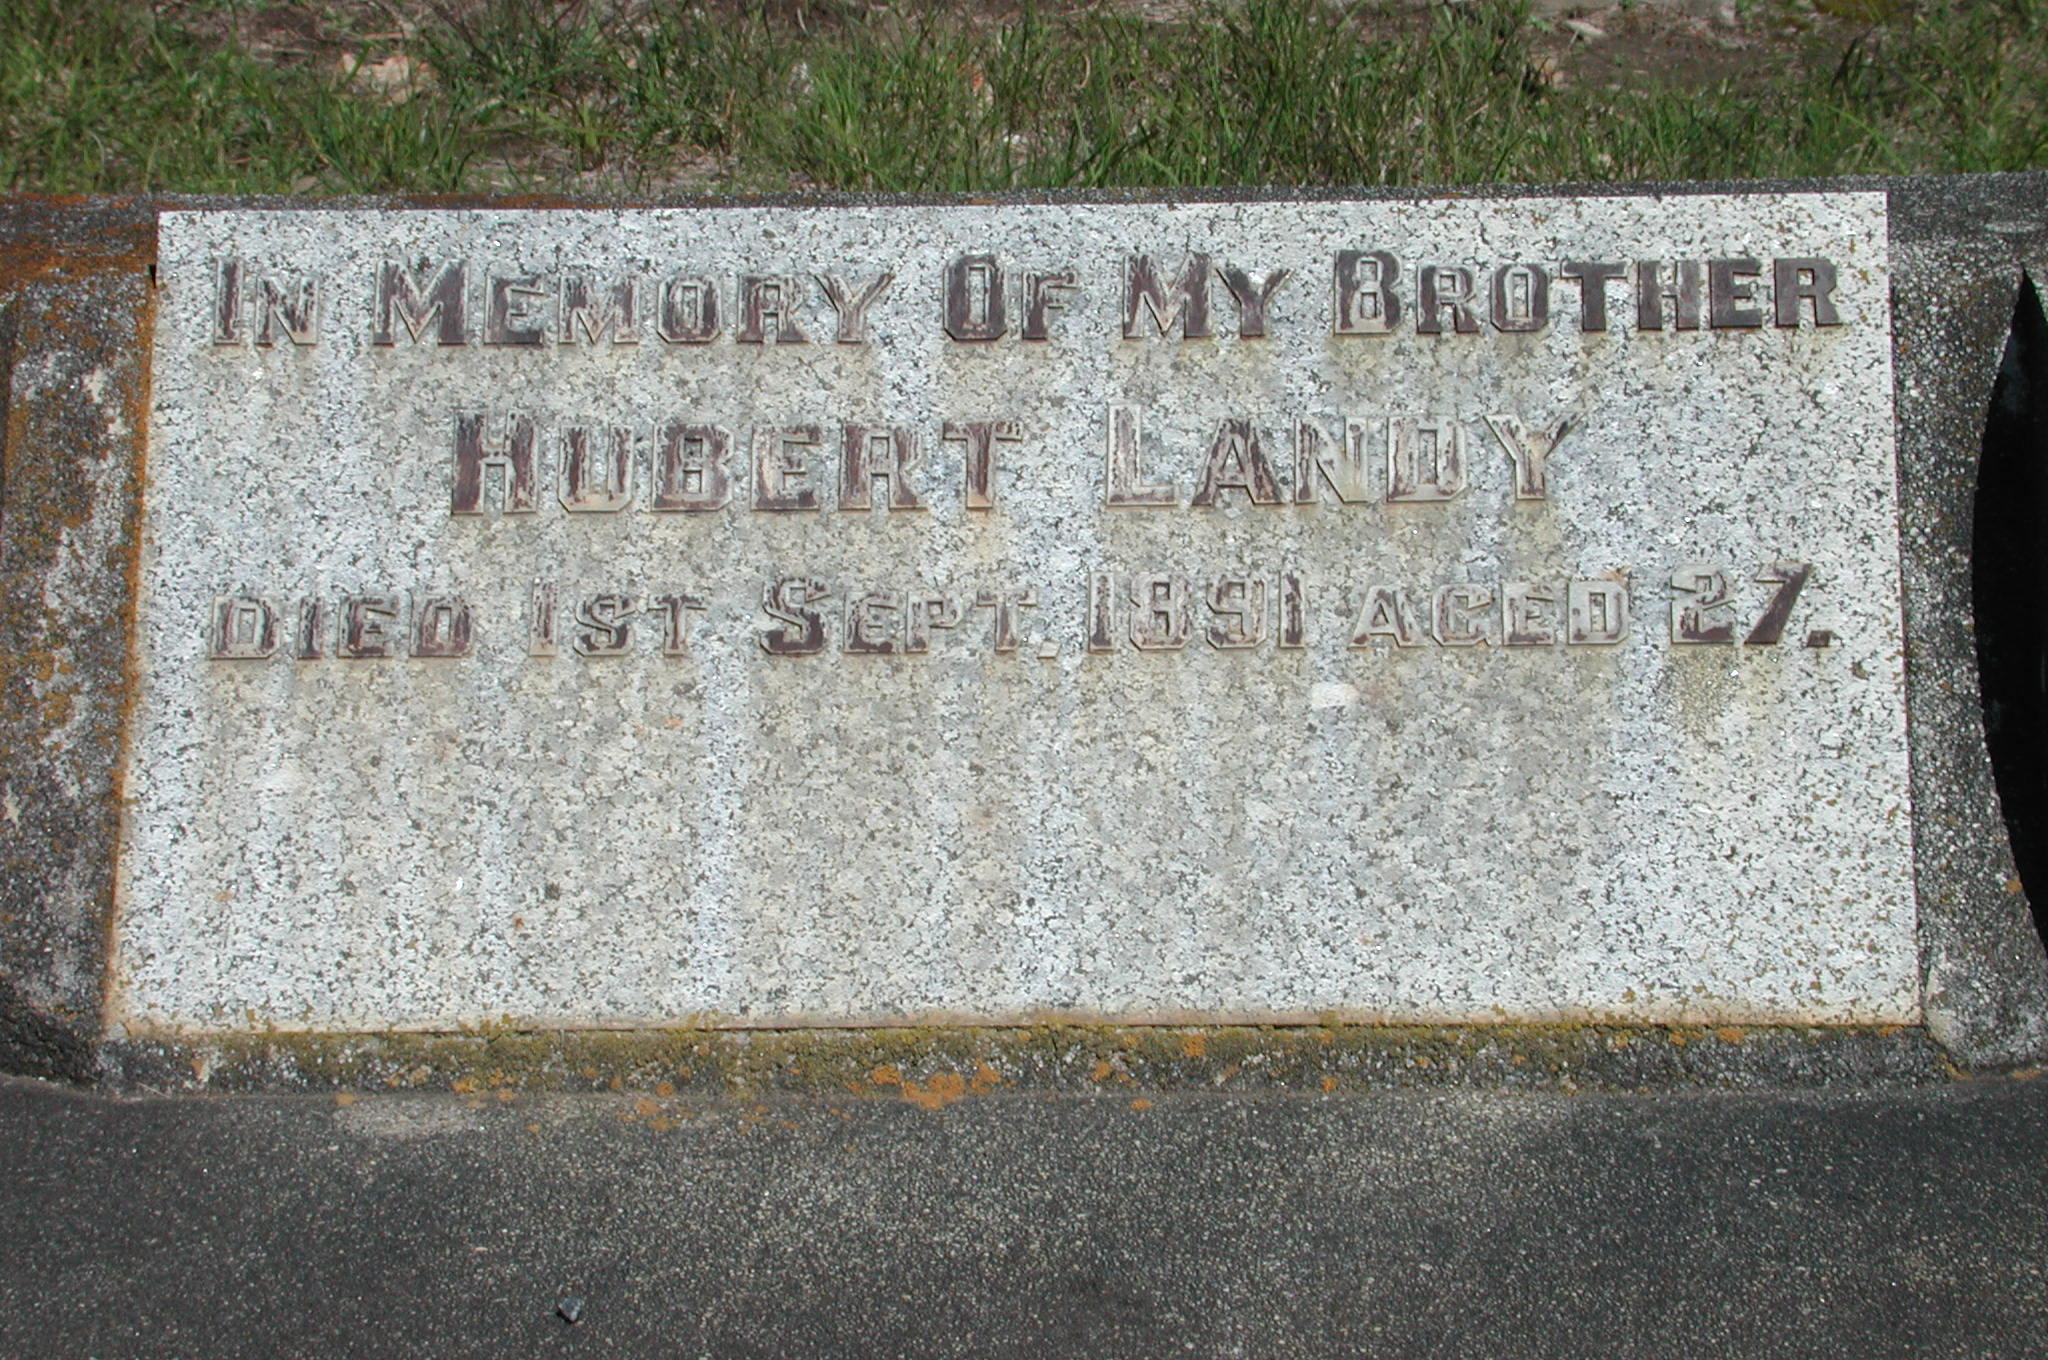 In Memory Of My Brother
Hubert Landy
Died 1st Sept. 1891 aged 27.